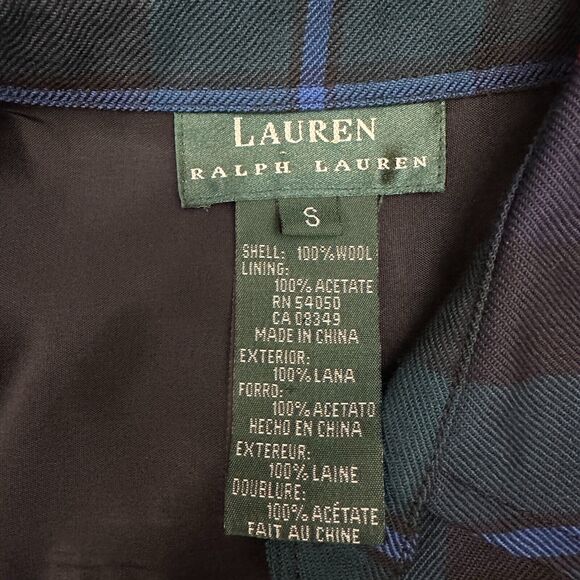 LAUREN
RALPH LAUREN
S
SHELL: 100% WOOL
LINING:
100% ACETATE
RN 54050
CA 08349
MADE IN CHINA
EXTERIOR:
100% LANA
FORRO:
100% ACETATO
HECHO EN CHINA
EXTEREUR:
100% LAINE
DOUBLURE:
100% ACÉTATE
FAIT AU CHINE